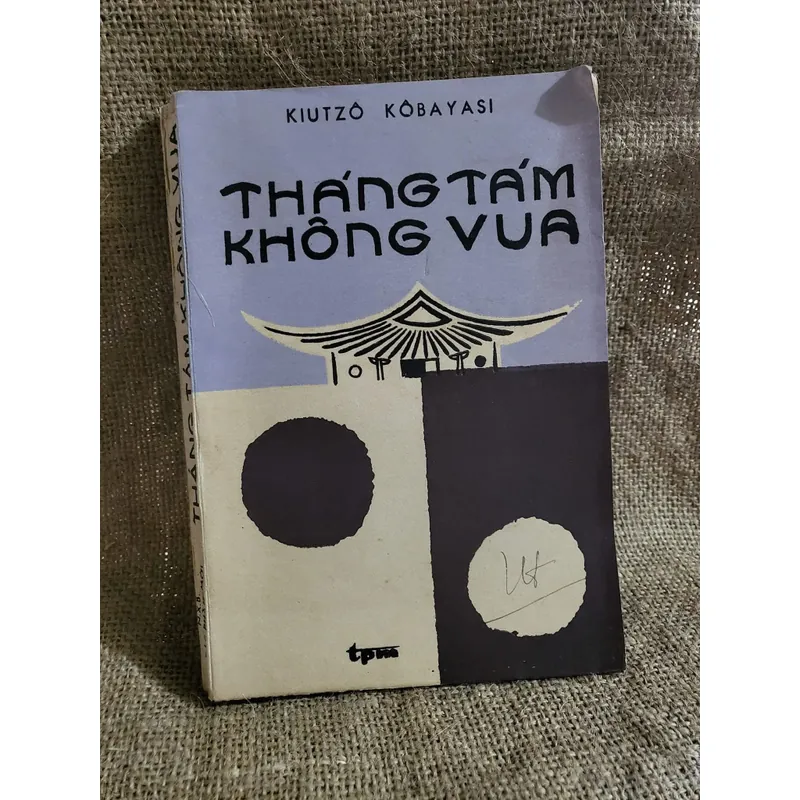 KIUTZÔ KÔBAYASI
THÁNG TÁM
KHÔNG VUA
tpm
THÁNG TÁM KHÔNG VUA